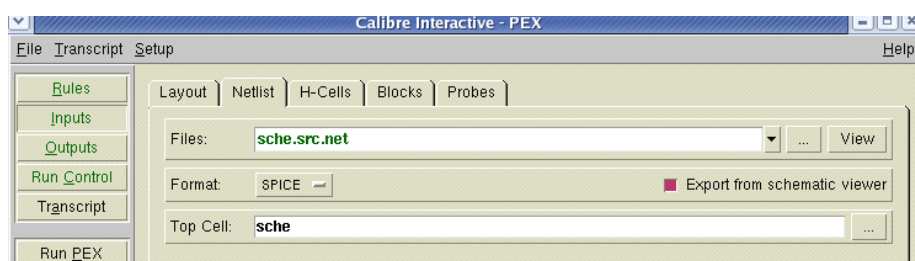 Calibre Interactive - PEX
File Transcript Setup Help
Rules
Inputs
Outputs
Run Control
Transcript
Run PEX
Layout Netlist H-Cells Blocks Probes
Files: sche.src.net ... View
Format: SPICE Export from schematic viewer
Top Cell: sche ...